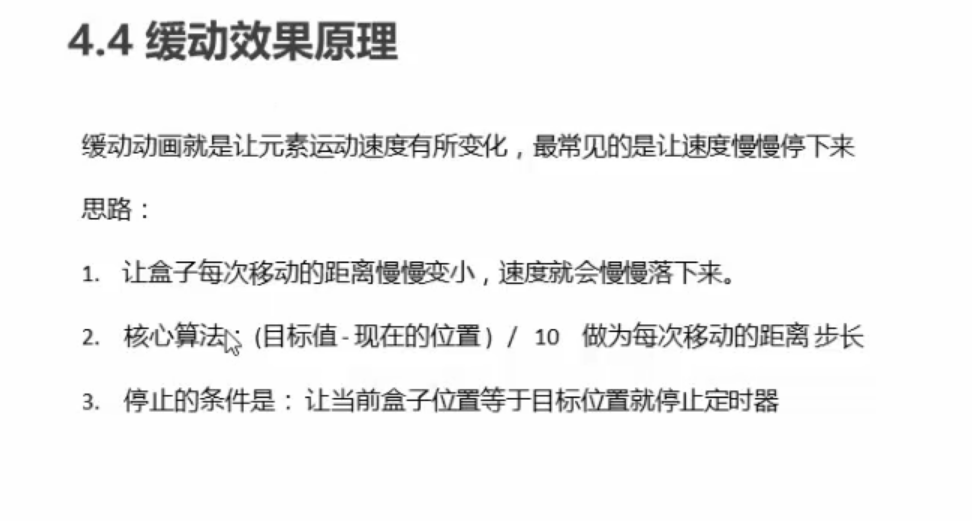 4.4 缓动效果原理
缓动动画就是让元素运动速度有所变化，最常见的是让速度慢慢停下来
思路：
1. 让盒子每次移动的距离慢慢变小，速度就会慢慢落下来。
2. 核心算法：(目标值 - 现在的位置) / 10 做为每次移动的距离 步长
3. 停止的条件是：让当前盒子位置等于目标位置就停止定时器